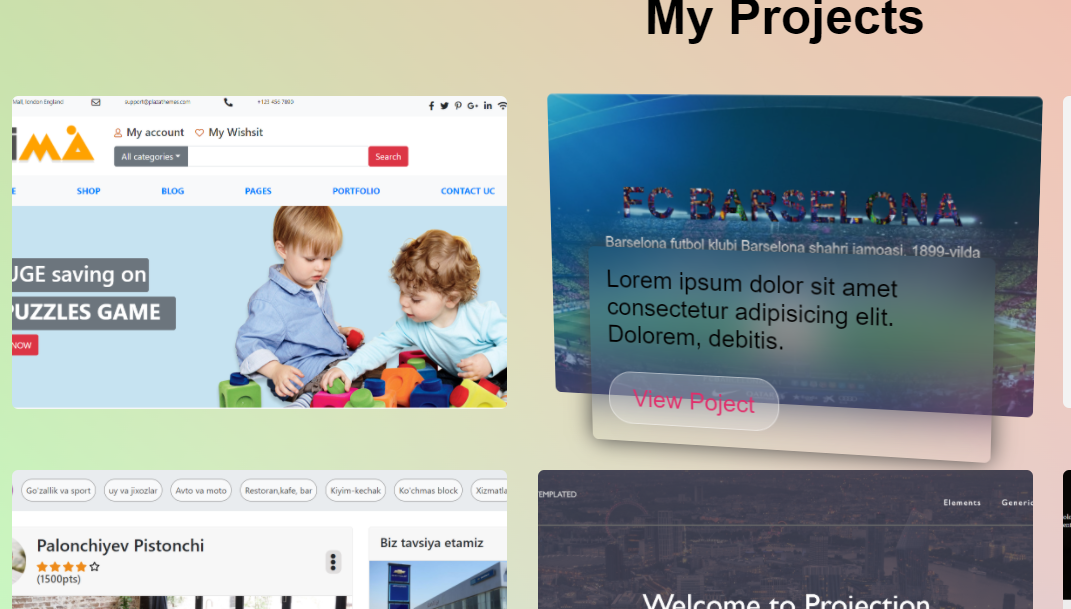 My Projects
Mall, london England
support@plazathemes.com
+123 456 7890
My account
My Wishsit
All categories
Search
SHOP
BLOG
PAGES
PORTFOLIO
CONTACT UC
UGE saving on
PUZZLES GAME
NOW
FC BARSELONA
Barselona futbol klubi Barselona shahri jamoasi. 1899-vilda
Lorem ipsum dolor sit amet
consectetur adipisicing elit.
Dolorem, debitis.
View Poject
Go'zallik va sport
uy va jixozlar
Avto va moto
Restoran,kafe, bar
Kiyim-kechak
Ko'chmas block
Xizmatla
Palonchiyev Pistonchi
(1500pts)
Biz tavsiya etamiz
TEMPLATED
Elements
Generic
Welcome to Projection